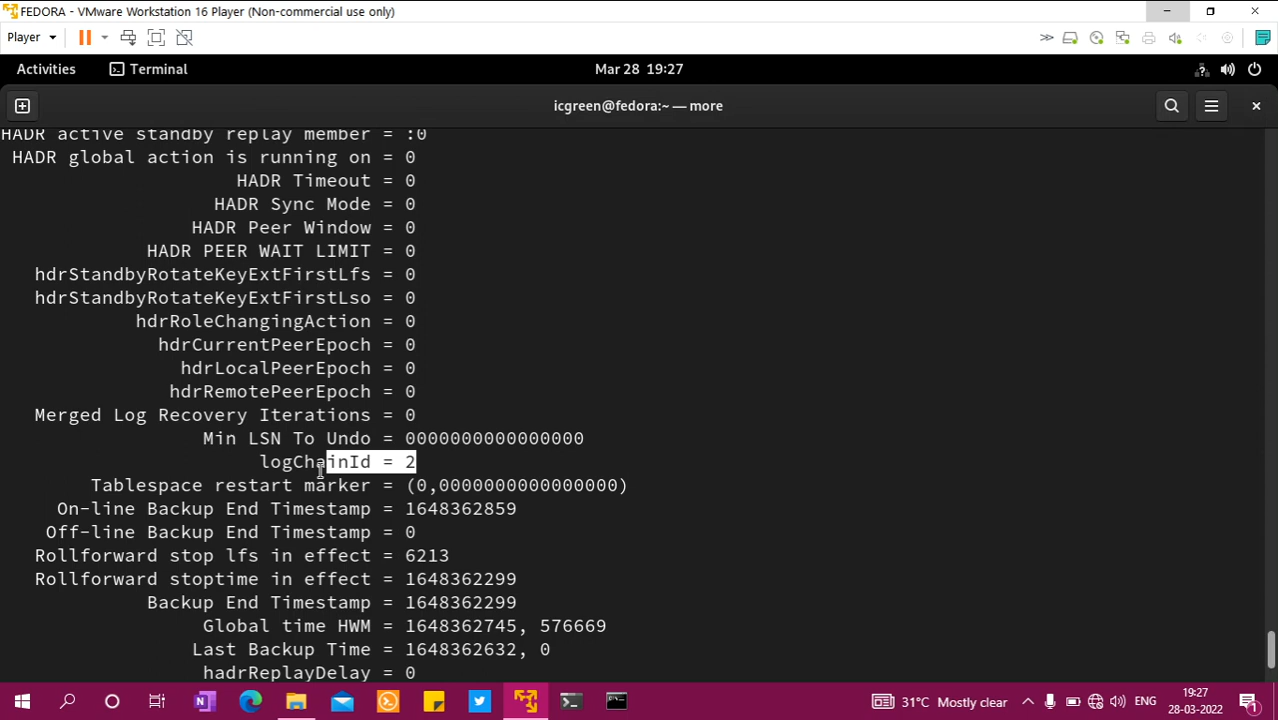 FEDORA - VMware Workstation 16 Player (Non-commercial use only)
Player
Activities Terminal Mar 28 19:27
icgreen@fedora:~ — more
HADR active standby replay member = :0
HADR global action is running on = 0
HADR Timeout = 0
HADR Sync Mode = 0
HADR Peer Window = 0
HADR PEER WAIT LIMIT = 0
hdrStandbyRotateKeyExtFirstLfs = 0
hdrStandbyRotateKeyExtFirstLso = 0
hdrRoleChangingAction = 0
hdrCurrentPeerEpoch = 0
hdrLocalPeerEpoch = 0
hdrRemotePeerEpoch = 0
Merged Log Recovery Iterations = 0
Min LSN To Undo = 0000000000000000
logChainId = 2
Tablespace restart marker = (0,0000000000000000)
On-line Backup End Timestamp = 1648362859
Off-line Backup End Timestamp = 0
Rollforward stop lfs in effect = 6213
Rollforward stoptime in effect = 1648362299
Backup End Timestamp = 1648362299
Global time HWM = 1648362745, 576669
Last Backup Time = 1648362632, 0
hadrReplayDelay = 0
31°C Mostly clear ENG 19:27
28-03-2022